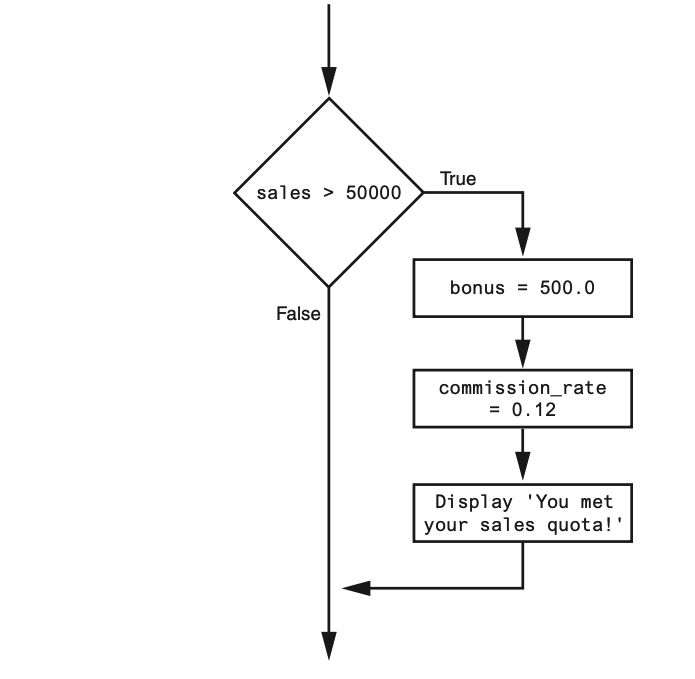 sales > 50000
True
False
bonus = 500.0
commission_rate
= 0.12
Display 'You met
your sales quota!'